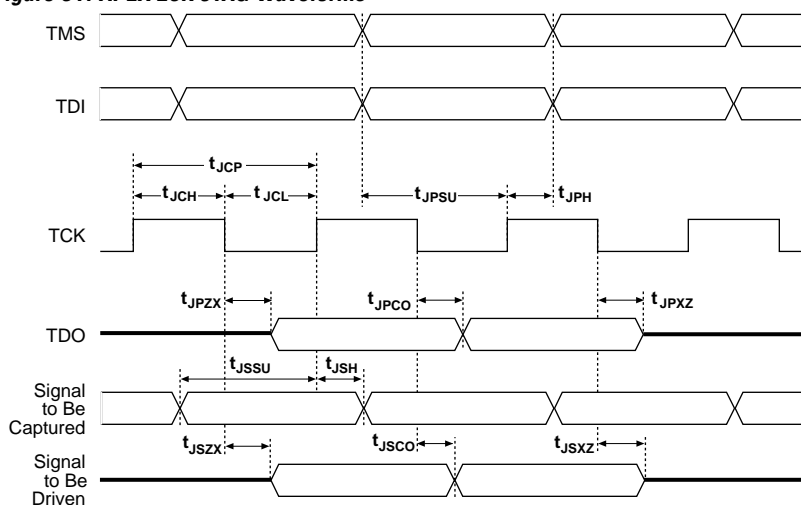 TMS
TDI
tJCP
tJCH tJCL tJPSU tJPH
TCK
tJPZX tJPCO tJPXZ
TDO
tJSSU tJSH
Signal
to Be
Captured
tJSZX tJSCO tJSXZ
Signal
to Be
Driven